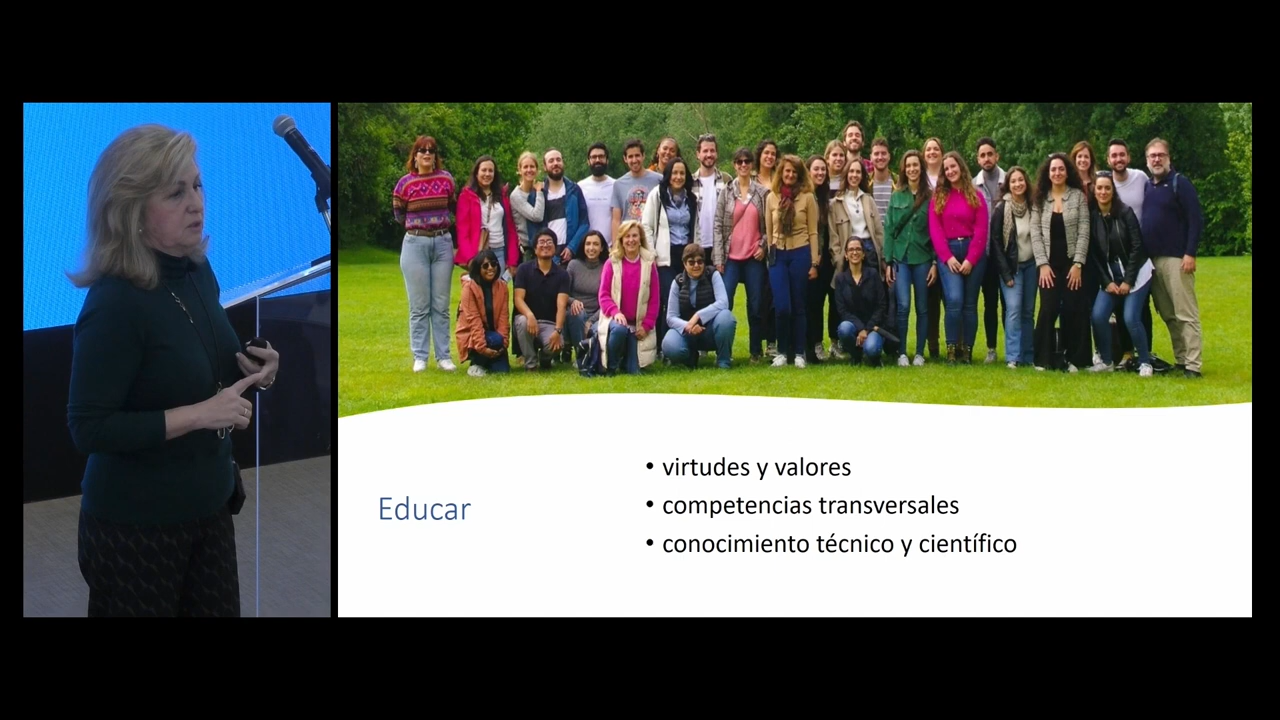 Educar
• virtudes y valores
• competencias transversales
• conocimiento técnico y científico